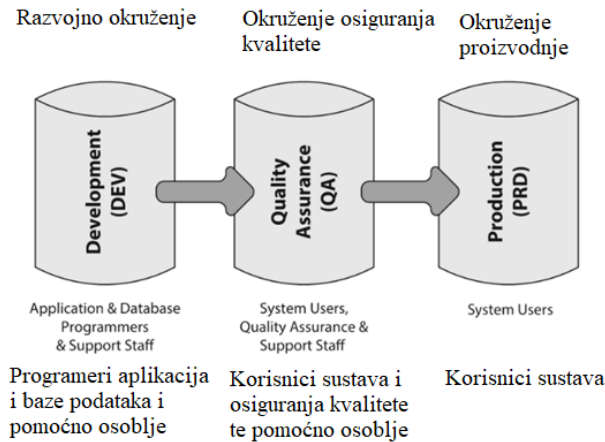 Razvojno okruženje
Okruženje osiguranja
kvalitete
Okruženje
proizvodnje
Development
(DEV)
Quality
Assurance
(QA)
Production
(PRD)
Application & Database
Programmers
& Support Staff
System Users,
Quality Assurance &
Support Staff
System Users
Programeri aplikacija
i baze podataka i
pomoćno osoblje
Korisnici sustava i
osiguranja kvalitete
te pomoćno osoblje
Korisnici sustava